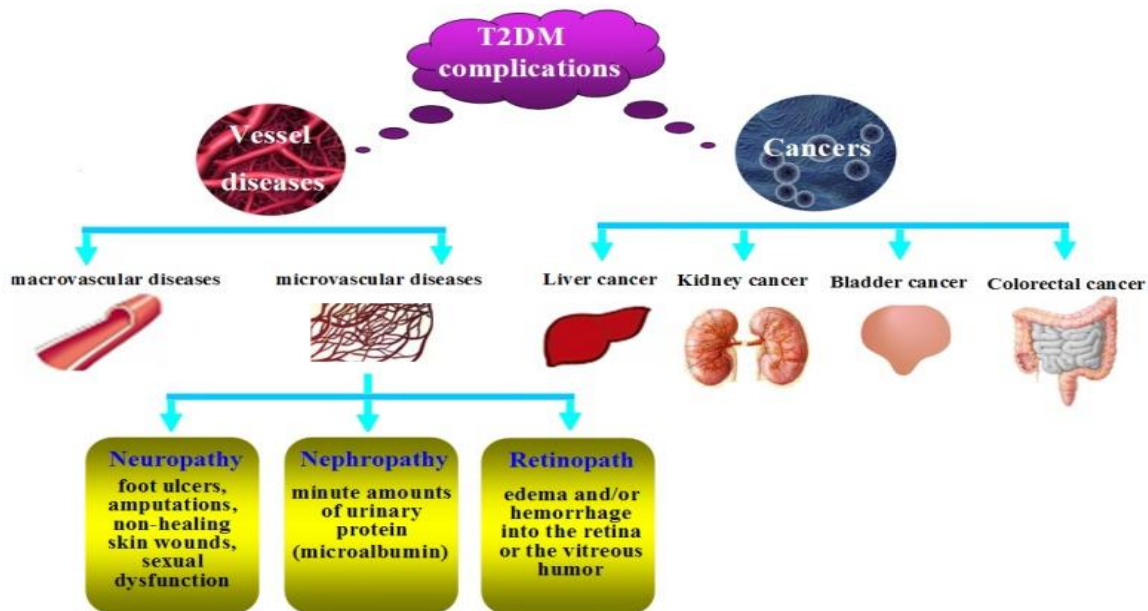 T2DM
complications
Vessel
diseases
Cancers
macrovascular diseases
microvascular diseases
Liver cancer
Kidney cancer
Bladder cancer
Colorectal cancer
Neuropathy
foot ulcers,
amputations,
non-healing
skin wounds,
sexual
dysfunction
Nephropathy
minute amounts
of urinary
protein
(microalbumin)
Retinopath
edema and/or
hemorrhage
into the retina
or the vitreous
humor